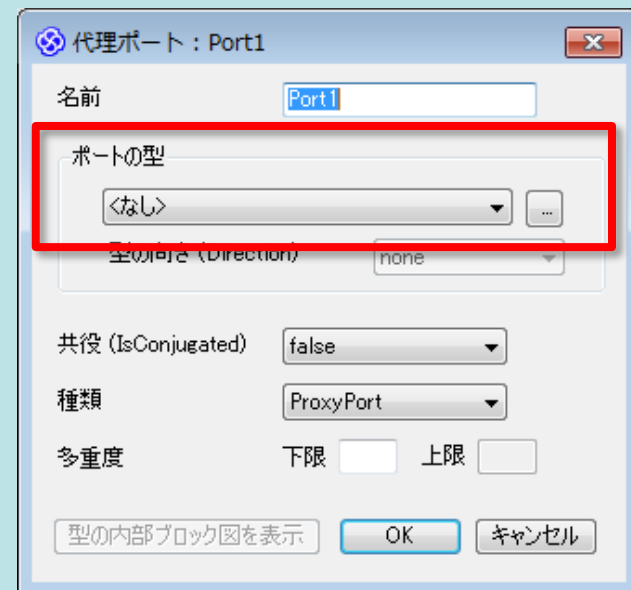 代理ポート : Port1
名前 Port1
ポートの型
<なし> ...
型の向き (Direction) none
共役 (IsConjugated) false
種類 ProxyPort
多重度 下限 上限
型の内部ブロック図を表示 OK キャンセル